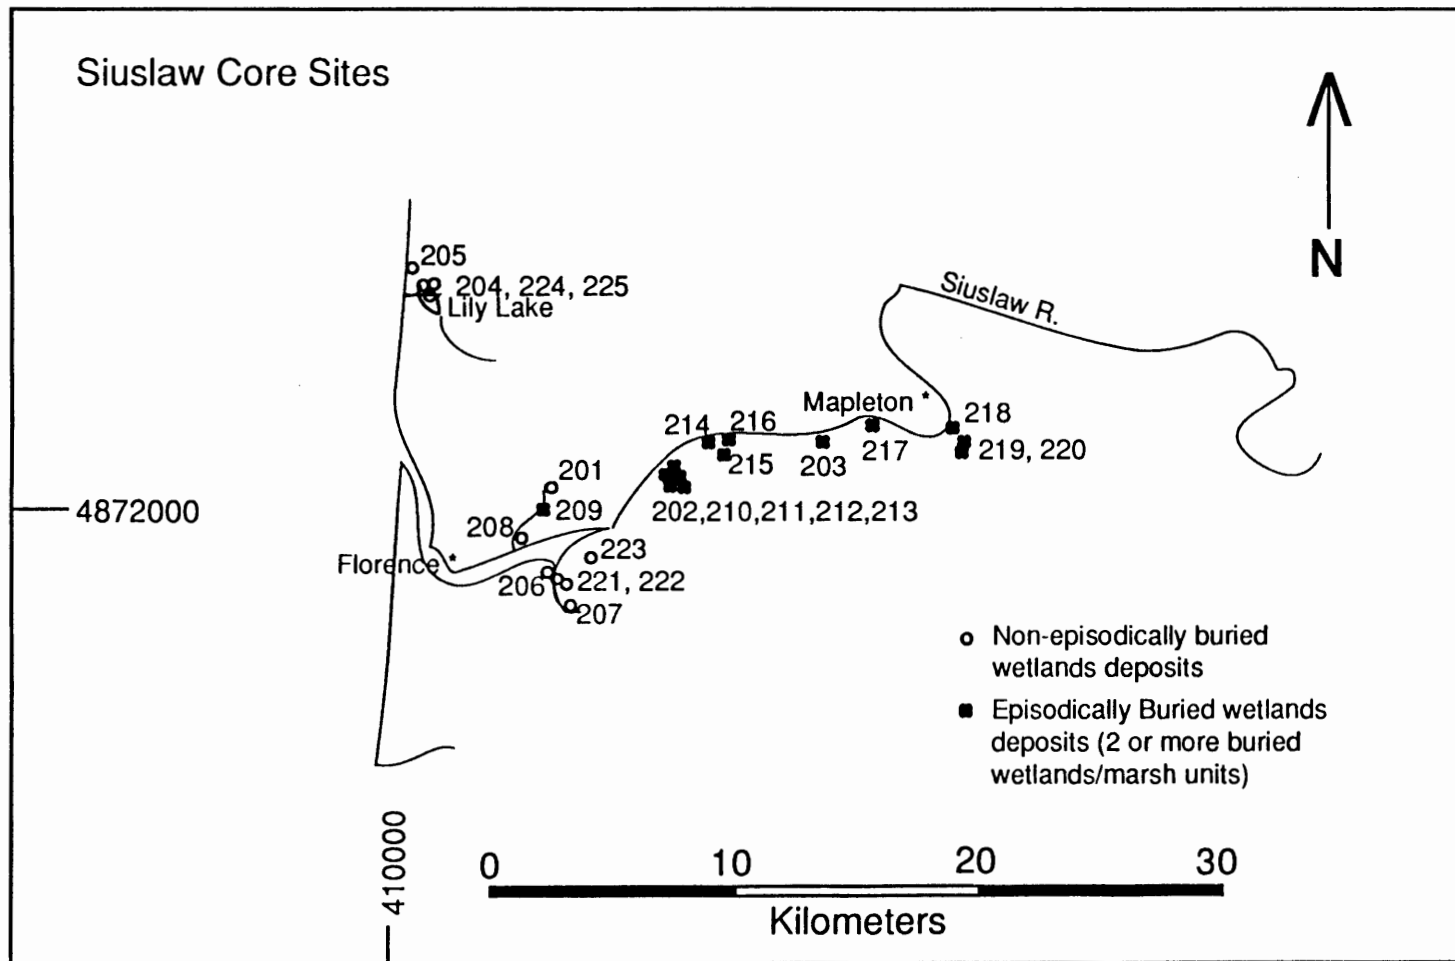 Siuslaw Core Sites
N
205
204, 224, 225
Lily Lake
Siuslaw R.
Mapleton *
214
216
218
215
203
217
219, 220
201
4872000
209
202,210,211,212,213
208
223
Florence *
206
221, 222
207
Non-episodically buried
wetlands deposits
Episodically Buried wetlands
deposits (2 or more buried
wetlands/marsh units)
410000
0 10 20 30
Kilometers